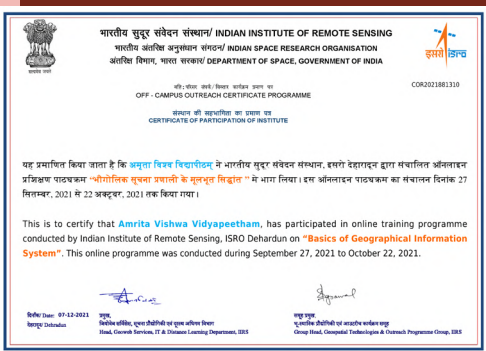 भारतीय सुदूर संवेदन संस्थान/ INDIAN INSTITUTE OF REMOTE SENSING
भारतीय अंतरिक्ष अनुसंधान संगठन/ INDIAN SPACE RESEARCH ORGANISATION
अंतरिक्ष विभाग, भारत सरकार/ DEPARTMENT OF SPACE, GOVERNMENT OF INDIA
इसरो isro
COR2021881310
OFF - CAMPUS OUTREACH CERTIFICATE PROGRAMME
संस्थान की सहभागिता का प्रमाण पत्र
CERTIFICATE OF PARTICIPATION OF INSTITUTE
यह प्रमाणित किया जाता है कि अमृता विश्व विद्यापीठम् ने भारतीय सुदूर संवेदन संस्थान, इसरो देहरादून द्वारा संचालित ऑनलाइन
प्रशिक्षण पाठ्यक्रम "भौगोलिक सूचना प्रणाली के मूलभूत सिद्धांत " मे भाग लिया। इस ऑनलाइन पाठ्यक्रम का संचालन दिनांक 27
सितम्बर, 2021 से 22 अक्टूबर, 2021 तक किया गया।
This is to certify that Amrita Vishwa Vidyapeetham, has participated in online training programme
conducted by Indian Institute of Remote Sensing, ISRO Dehardun on "Basics of Geographical Information
System". This online programme was conducted during September 27, 2021 to October 22, 2021.
दिनाँक/ Date: 07-12-2021
देहरादून/ Dehradun
प्रमुख,
Head, Geoweb Services, IT & Distance Learning Department, IIRS
समूह प्रमुख,
Group Head, Geospatial Technologies & Outreach Programme Group, IIRS